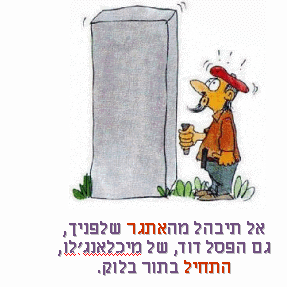 אל תיבהל מהאתגר שלפניך,
גם הפסל דוד, של מיכלאנג'לו,
התחיל בתור בלוק.